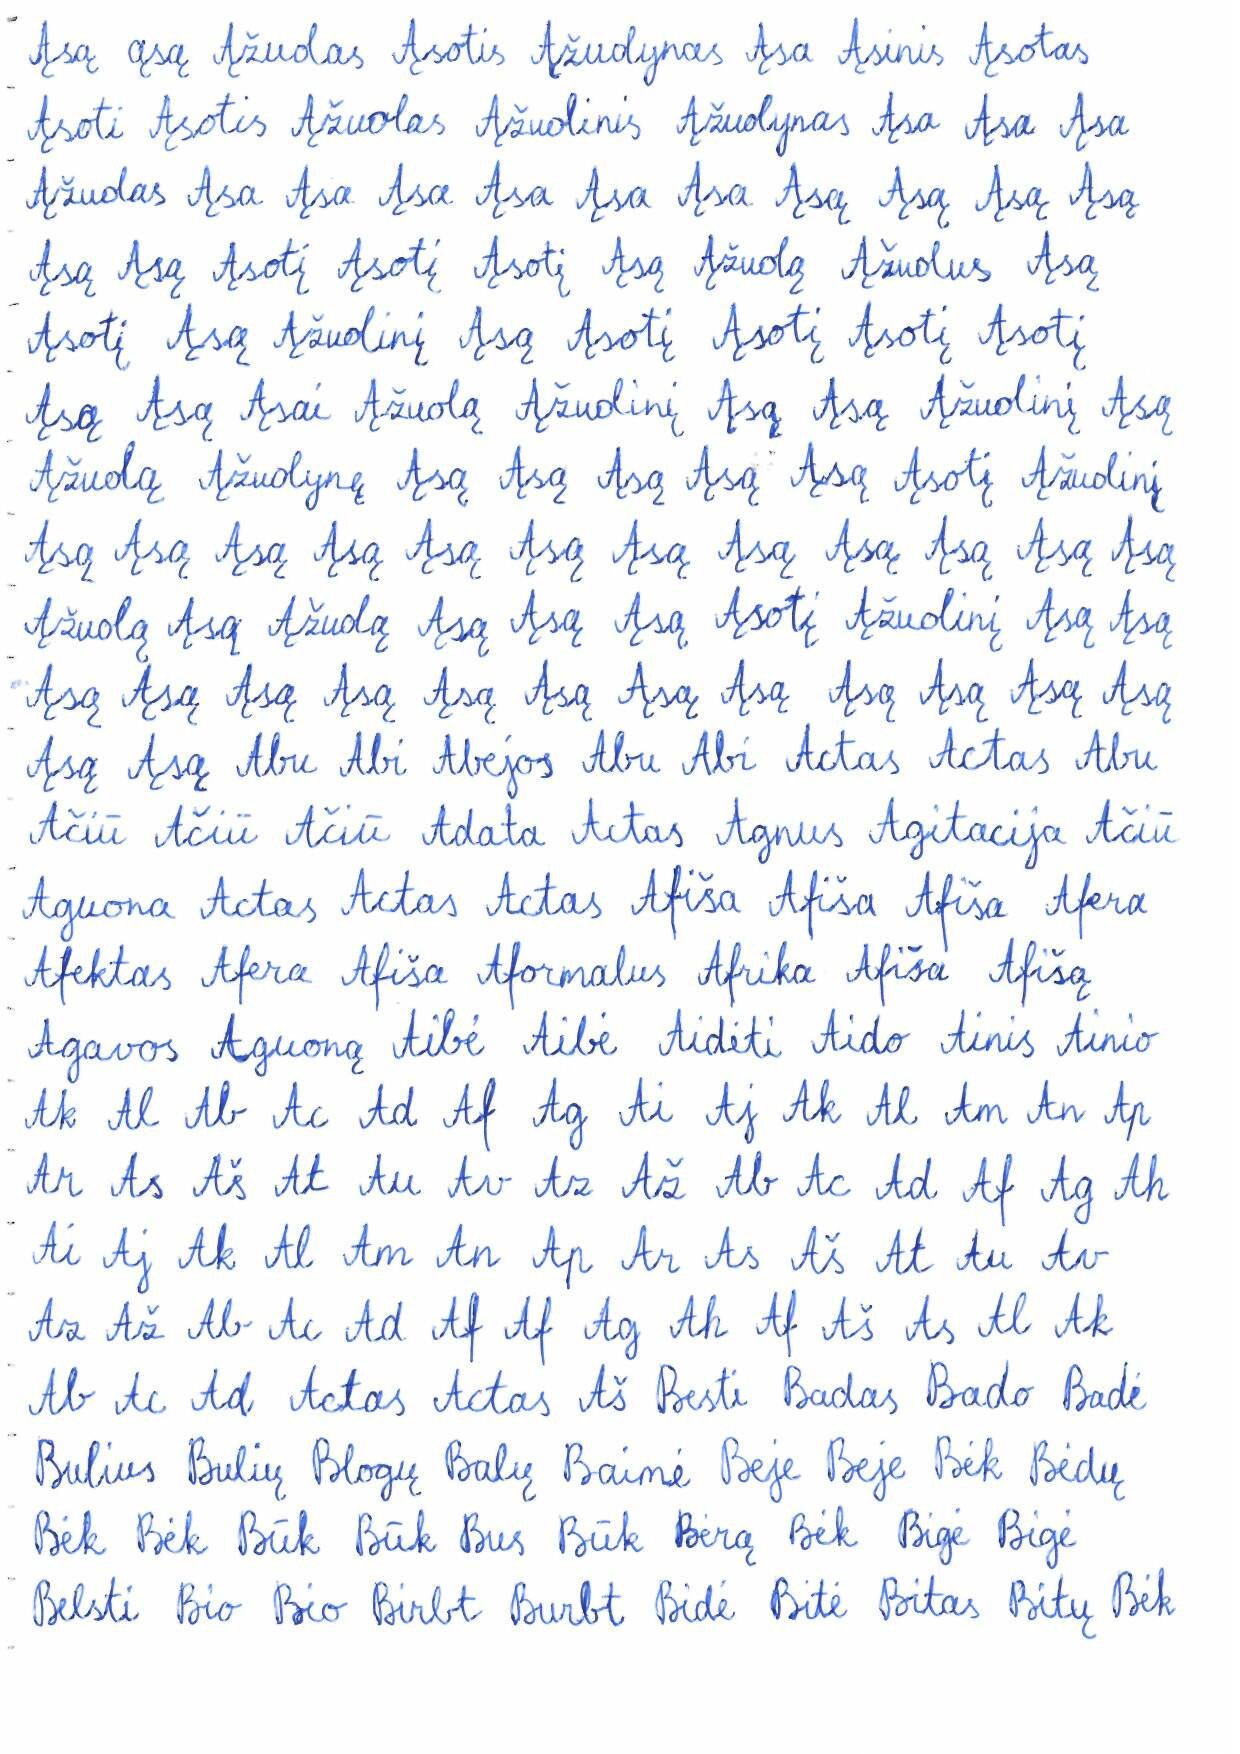 Ąsą ąsą Ąžuolas Ąsotis Ąžuolynas Ąsa Ąsinis Ąsotas
Ąsoti Ąsotis Ąžuolas Ąžuolinis Ąžuolynas Ąsa Ąsa Ąsa
Ąžuolas Ąsa Ąsa Ąsa Ąsa Ąsa Ąsa Ąsą Ąsą Ąsą Ąsą
Ąsą Ąsą Ąsotį Ąsotį Ąsotį Ąsą Ąžuolą Ąžuolus Ąsą
Ąsotį Ąsą Ąžuolinį Ąsą Ąsotį Ąsotį Ąsotį Ąsotį
Ąsą Ąsą Ąsai Ąžuolą Ąžuolinį Ąsą Ąsą Ąžuolinį Ąsą
Ąžuolą Ąžuolyną Ąsą Ąsą Ąsą Ąsą Ąsą Ąsotį Ąžuolinį
Ąsą Ąsą Ąsą Ąsą Ąsą Ąsą Ąsą Ąsą Ąsą Ąsą Ąsą Ąsą
Ąžuolą Ąsą Ąžuolą Ąsą Ąsą Ąsą Ąsotį Ąžuolinį Ąsą Ąsą
Ąsą Ąsą Ąsą Ąsą Ąsą Ąsą Ąsą Ąsą Ąsą Ąsą Ąsą Ąsą
Ąsą Ąsą Abu Abi Abejos Abu Abi Actas Actas Abu
Ačiū Ačiū Ačiū Adata Actas Agnus Agitacija Ačiū
Aguona Actas Actas Actas Afiša Afiša Afiša Afera
Afektas Afera Afiša Aformalus Afrika Afiša Afišą
Agavos Aguoną Aibė Aibė Aidėti Aido Ainis Ainio
Ak Al Ab Ac Ad Af Ag Ai Aj Ak Al Am An Ap
Ar As Aš At Au Av Az Až Ab Ac Ad Af Ag Ah
Ai Aj Ak Al Am An Ap Ar As Aš At Au Av
Az Až Ab Ac Ad Af Af Ag Ah Af Aš As Al Ak
Ab Ac Ad Actas Actas Aš Besti Badas Bado Badė
Bulius Bulių Blogų Balų Baimė Beje Beje Bėk Bėdų
Bėk Bėk Būk Būk Bus Būk Bėrą Bėk Bigė Bigė
Belsti Bio Bio Birbt Burbt Bidė Bitė Bitas Bitų Bėk